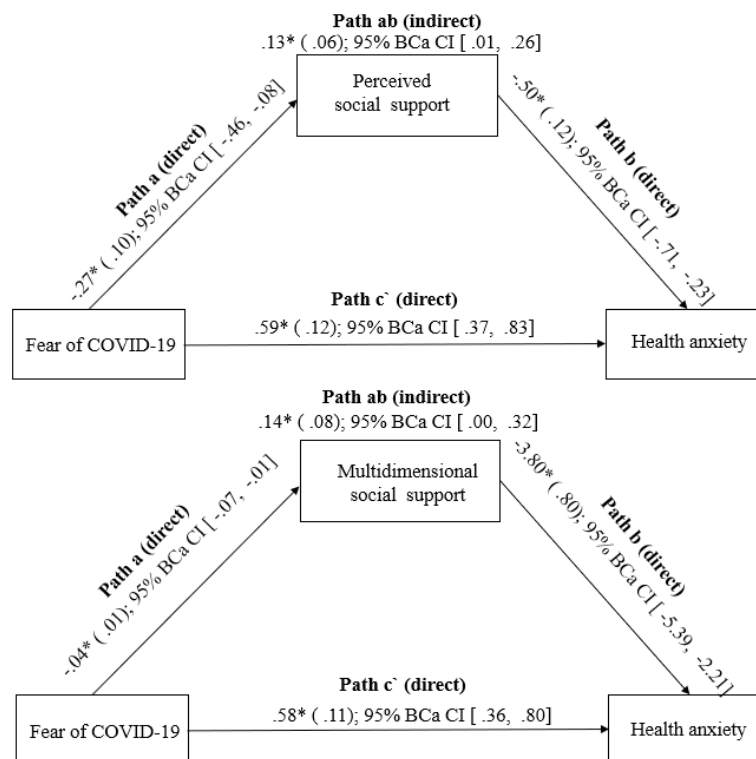 Path ab (indirect)
.13* ( .06); 95% BCa CI [ .01, .26]
Perceived
social support
Path a (direct)
-.27* ( .10); 95% BCa CI [ -.46, -.08]
Path b (direct)
-.50* ( .12); 95% BCa CI [ -.71, -.23]
Path c` (direct)
.59* ( .12); 95% BCa CI [ .37, .83]
Fear of COVID-19
Health anxiety
Path ab (indirect)
.14* ( .08); 95% BCa CI [ .00, .32]
Multidimensional
social support
Path a (direct)
-.04* ( .01); 95% BCa CI [ -.07, -.01]
Path b (direct)
-3.80* ( .80); 95% BCa CI [ -5.39, -2.21]
Path c` (direct)
.58* ( .11); 95% BCa CI [ .36, .80]
Fear of COVID-19
Health anxiety